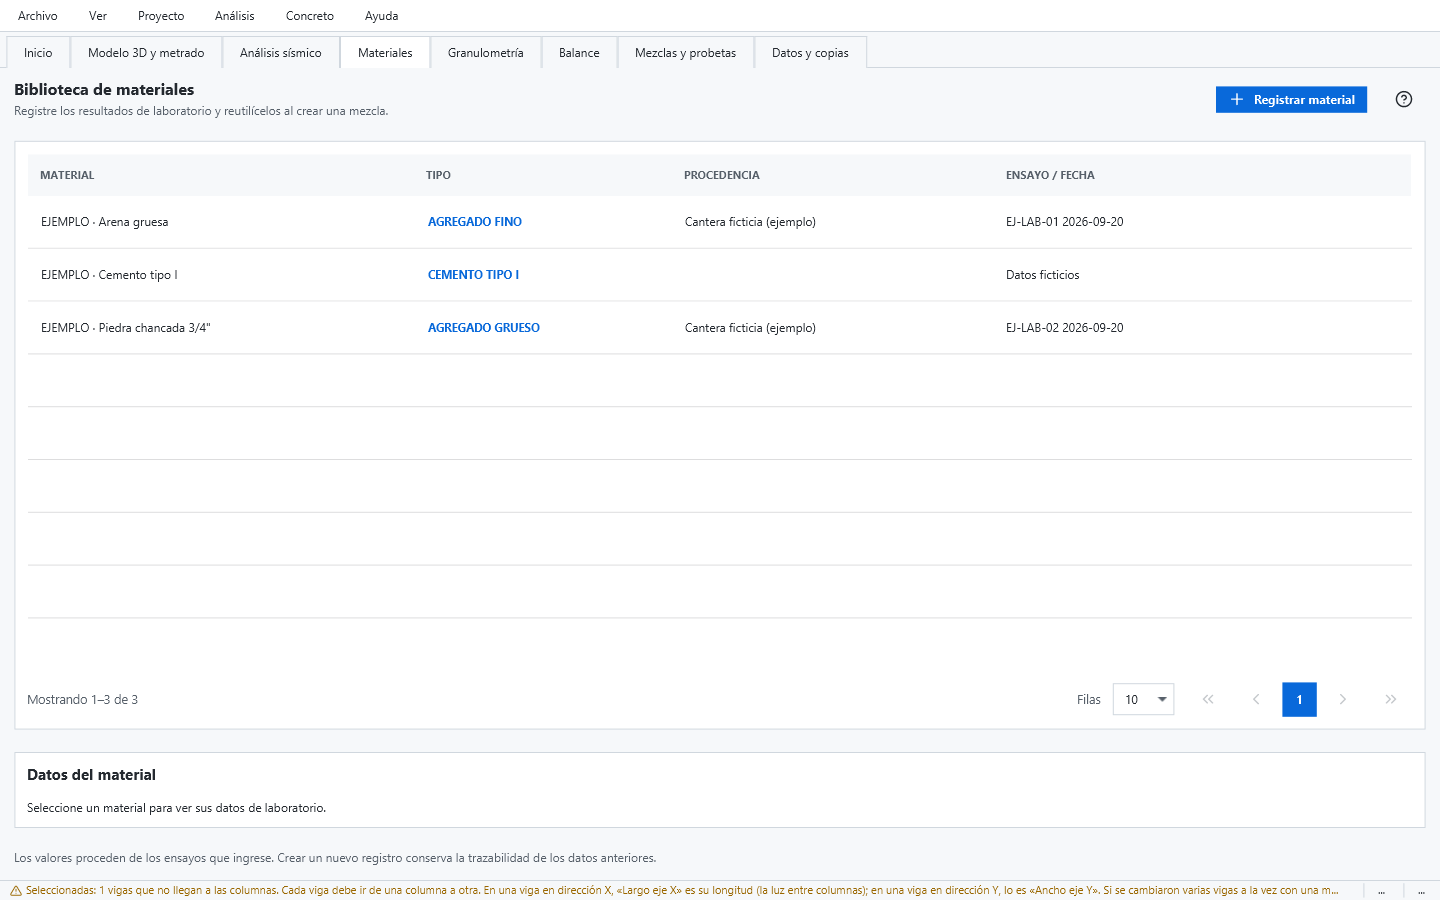 Archivo Ver Proyecto Análisis Concreto Ayuda
Inicio Modelo 3D y metrado Análisis sísmico Materiales Granulometría Balance Mezclas y probetas Datos y copias
Biblioteca de materiales
Registre los resultados de laboratorio y reutilícelos al crear una mezcla.
Registrar material
MATERIAL TIPO PROCEDENCIA ENSAYO / FECHA
EJEMPLO · Arena gruesa AGREGADO FINO Cantera ficticia (ejemplo) EJ-LAB-01 2026-09-20
EJEMPLO · Cemento tipo I CEMENTO TIPO I Datos ficticios
EJEMPLO · Piedra chancada 3/4" AGREGADO GRUESO Cantera ficticia (ejemplo) EJ-LAB-02 2026-09-20
Mostrando 1–3 de 3 Filas 10 1
Datos del material
Seleccione un material para ver sus datos de laboratorio.
Los valores proceden de los ensayos que ingrese. Crear un nuevo registro conserva la trazabilidad de los datos anteriores.
Seleccionadas: 1 vigas que no llegan a las columnas. Cada viga debe ir de una columna a otra. En una viga en dirección X, «Largo eje X» es su longitud (la luz entre columnas); en una viga en dirección Y, lo es «Ancho eje Y». Si se cambiaron varias vigas a la vez con una m... ... ...